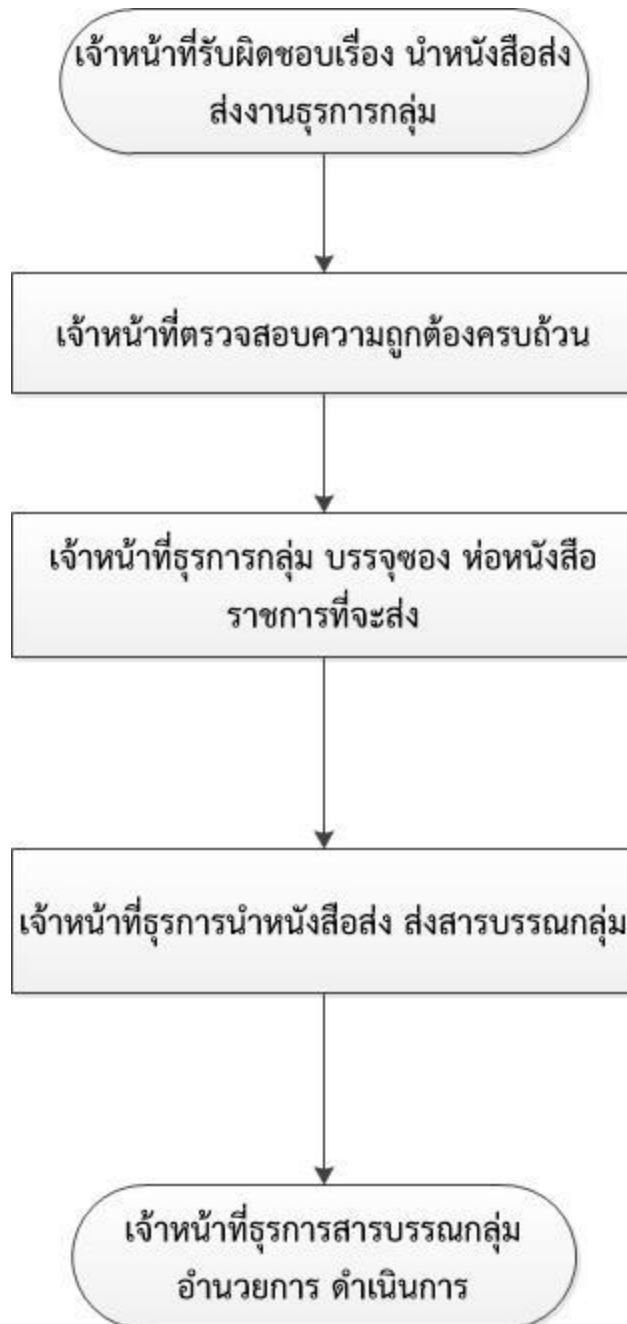 เจ้าหน้าที่รับผิดชอบเรื่อง นำหนังสือส่ง
ส่งงานธุรการกลุ่ม
เจ้าหน้าที่ตรวจสอบความถูกต้องครบถ้วน
เจ้าหน้าที่ธุรการกลุ่ม บรรจุซอง ห่อหนังสือ
ราชการที่จะส่ง
เจ้าหน้าที่ธุรการนำหนังสือส่ง ส่งสารบรรณกลุ่ม
เจ้าหน้าที่ธุรการสารบรรณกลุ่ม
อำนวยการ ดำเนินการ